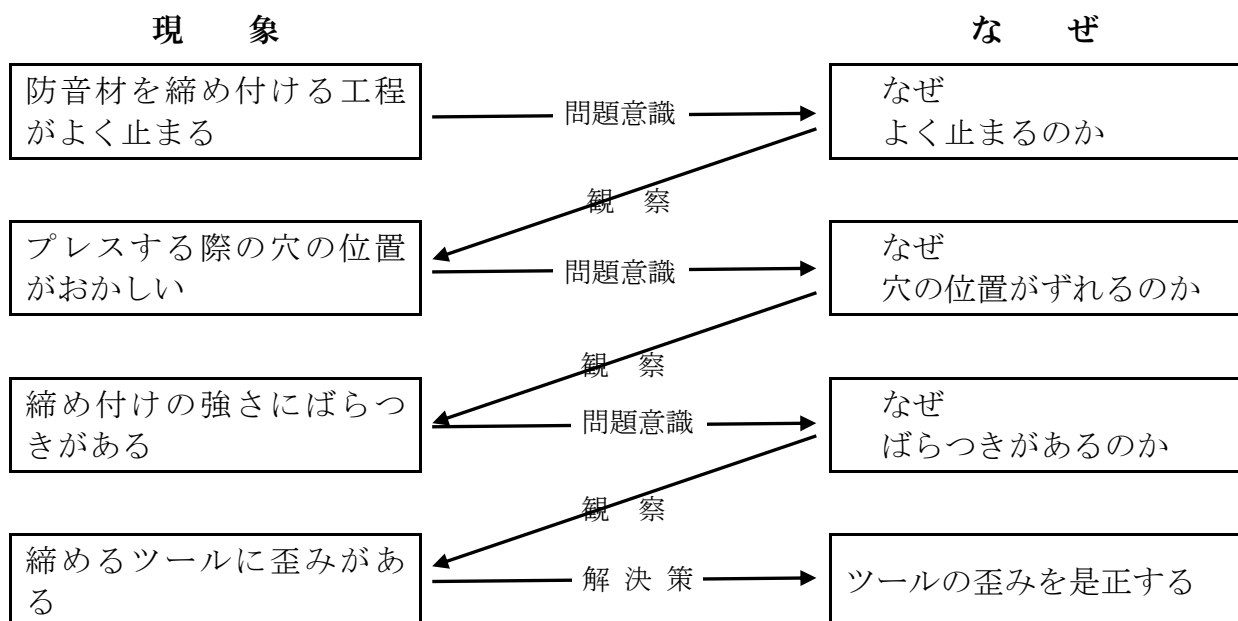 現　象
な　ぜ
防音材を締め付ける工程
がよく止まる
問題意識
なぜ
よく止まるのか
観　察
プレスする際の穴の位置
がおかしい
問題意識
なぜ
穴の位置がずれるのか
観　察
締め付けの強さにばらつ
きがある
問題意識
なぜ
ばらつきがあるのか
観　察
締めるツールに歪みがあ
る
解 決 策
ツールの歪みを是正する